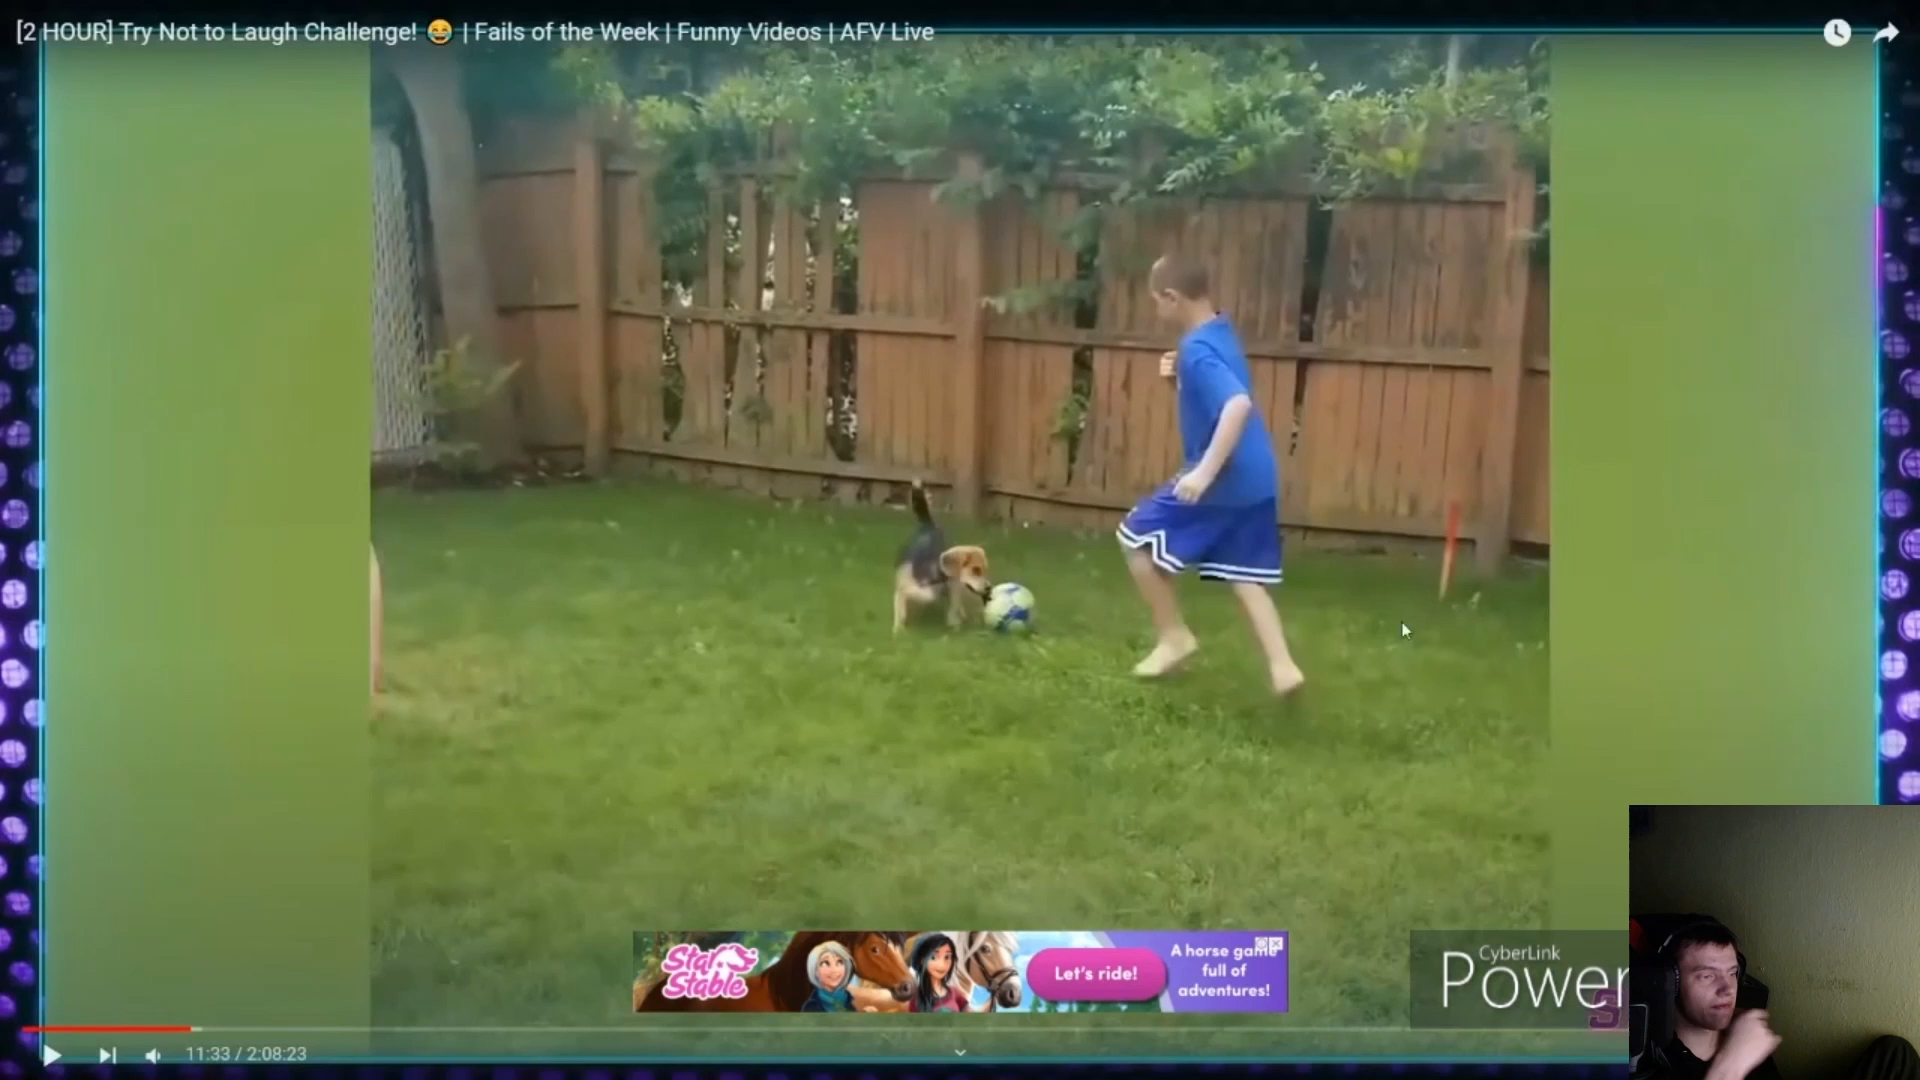 [2 HOUR] Try Not to Laugh Challenge! 😂 | Fails of the Week | Funny Videos | AFV Live
Star Stable
Let's ride!
A horse game
full of
adventures!
CyberLink
Power
S
11:33 / 2:08:23